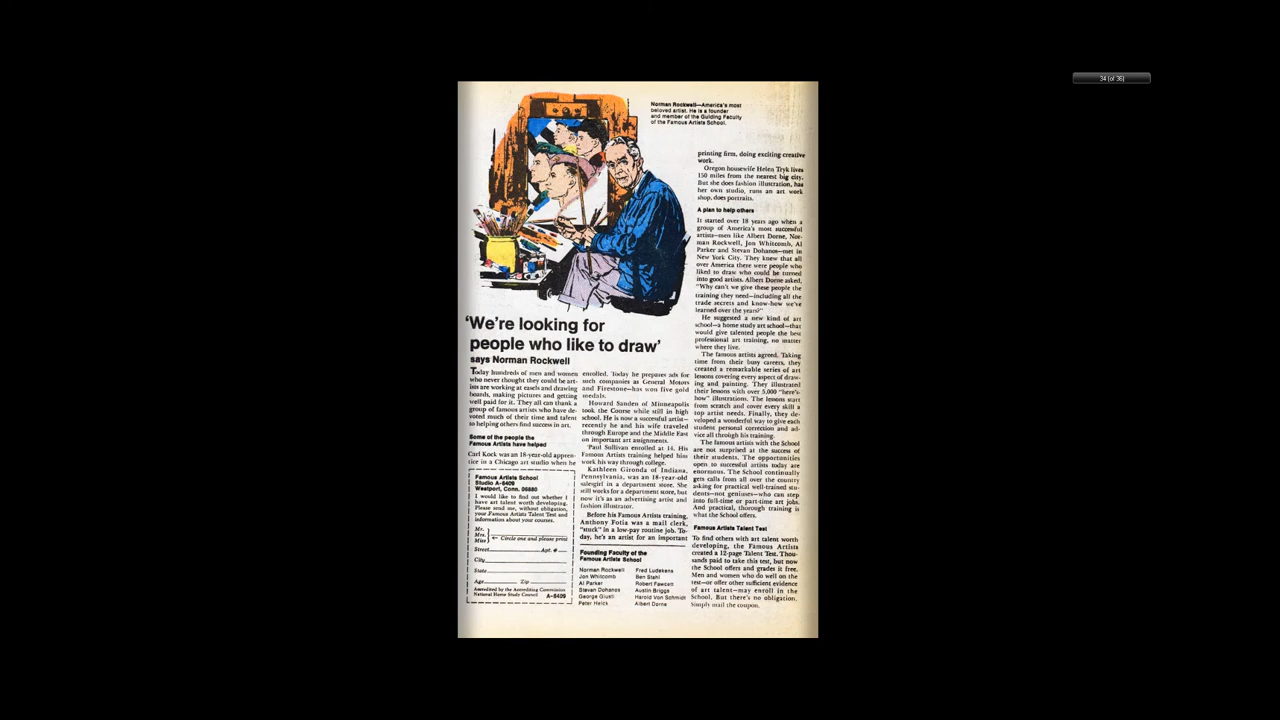 34 (of 36)
Norman Rockwell—America's most
beloved artist. He is a founder
and member of the Guiding Faculty
of the Famous Artists School.
'We're looking for
people who like to draw'
says Norman Rockwell
Today hundreds of men and women
who never thought they could be art-
ists are working at easels and drawing
boards, making pictures and getting
well paid for it. They all can thank a
group of famous artists who have de-
voted much of their time and talent
to helping others find success in art.
Some of the people the
Famous Artists have helped
Carl Kock was an 18-year-old appren-
tice in a Chicago art studio when he
enrolled. Today he prepares ads for
such companies as General Motors
and Firestone—has won five gold
medals.
Howard Sanden of Minneapolis
took the Course while still in high
school. He is now a successful artist—
recently he and his wife traveled
through Europe and the Middle East
on important art assignments.
Paul Sullivan enrolled at 14. His
Famous Artists training helped him
work his way through college.
Kathleen Gironda of Indiana,
Pennsylvania, was an 18-year-old
salesgirl in a department store. She
still works for a department store, but
now it's as an advertising artist and
fashion illustrator.
Before his Famous Artists training,
Anthony Fotia was a mail clerk,
"stuck" in a low-pay routine job. To-
day, he's an artist for an important
printing firm, doing exciting creative
work.
Oregon housewife Helen Tryk lives
150 miles from the nearest big city.
But she does fashion illustration, has
her own studio, runs an art work
shop, does portraits.
A plan to help others
It started over 18 years ago when a
group of America's most successful
artists—men like Albert Dorne, Nor-
man Rockwell, Jon Whitcomb, Al
Parker and Stevan Dohanos—met in
New York City. They knew that all
over America there were people who
liked to draw who could be turned
into good artists. Albert Dorne asked,
"Why can't we give these people the
training they need—including all the
trade secrets and know-how we've
learned over the years?"
He suggested a new kind of art
school—a home study art school—that
would give talented people the best
professional art training, no matter
where they live.
The famous artists agreed. Taking
time from their busy careers, they
created a remarkable series of art
lessons covering every aspect of draw-
ing and painting. They illustrated
their lessons with over 5,000 "here's-
how" illustrations. The lessons start
from scratch and cover every skill a
top artist needs. Finally, they de-
veloped a wonderful way to give each
student personal correction and ad-
vice all through his training.
The famous artists with the School
are not surprised at the success of
their students. The opportunities
open to successful artists today are
enormous. The School continually
gets calls from all over the country
asking for practical well-trained stu-
dents—not geniuses—who can step
into full-time or part-time art jobs.
And practical, thorough training is
what the School offers.
Famous Artists Talent Test
To find others with art talent worth
developing, the Famous Artists
created a 12-page Talent Test. Thou-
sands paid to take this test, but now
the School offers and grades it free.
Men and women who do well on the
test—or offer other sufficient evidence
of art talent—may enroll in the
School. But there's no obligation.
Simply mail the coupon.
Famous Artists School
Studio A-6409
Westport, Conn. 06880
I would like to find out whether I
have art talent worth developing.
Please send me, without obligation,
your Famous Artists Talent Test and
information about your courses.
Mr.
Mrs. ← Circle one and please print
Miss
Street Apt. #
City
State
Age Zip
Accredited by the Accrediting Commission
National Home Study Council A-6409
Founding Faculty of the
Famous Artists School
Norman Rockwell
Jon Whitcomb
Al Parker
Stevan Dohanos
George Giusti
Peter Helck
Fred Ludekens
Ben Stahl
Robert Fawcett
Austin Briggs
Harold Von Schmidt
Albert Dorne